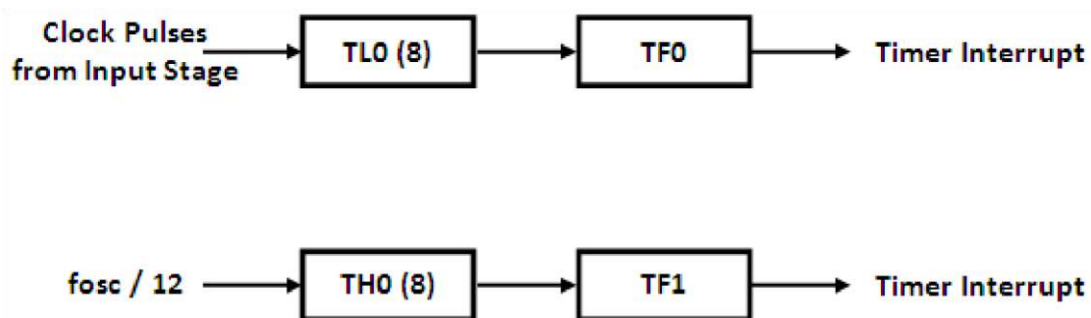 Clock Pulses
from Input Stage
TL0 (8)
TF0
Timer Interrupt
fosc / 12
TH0 (8)
TF1
Timer Interrupt